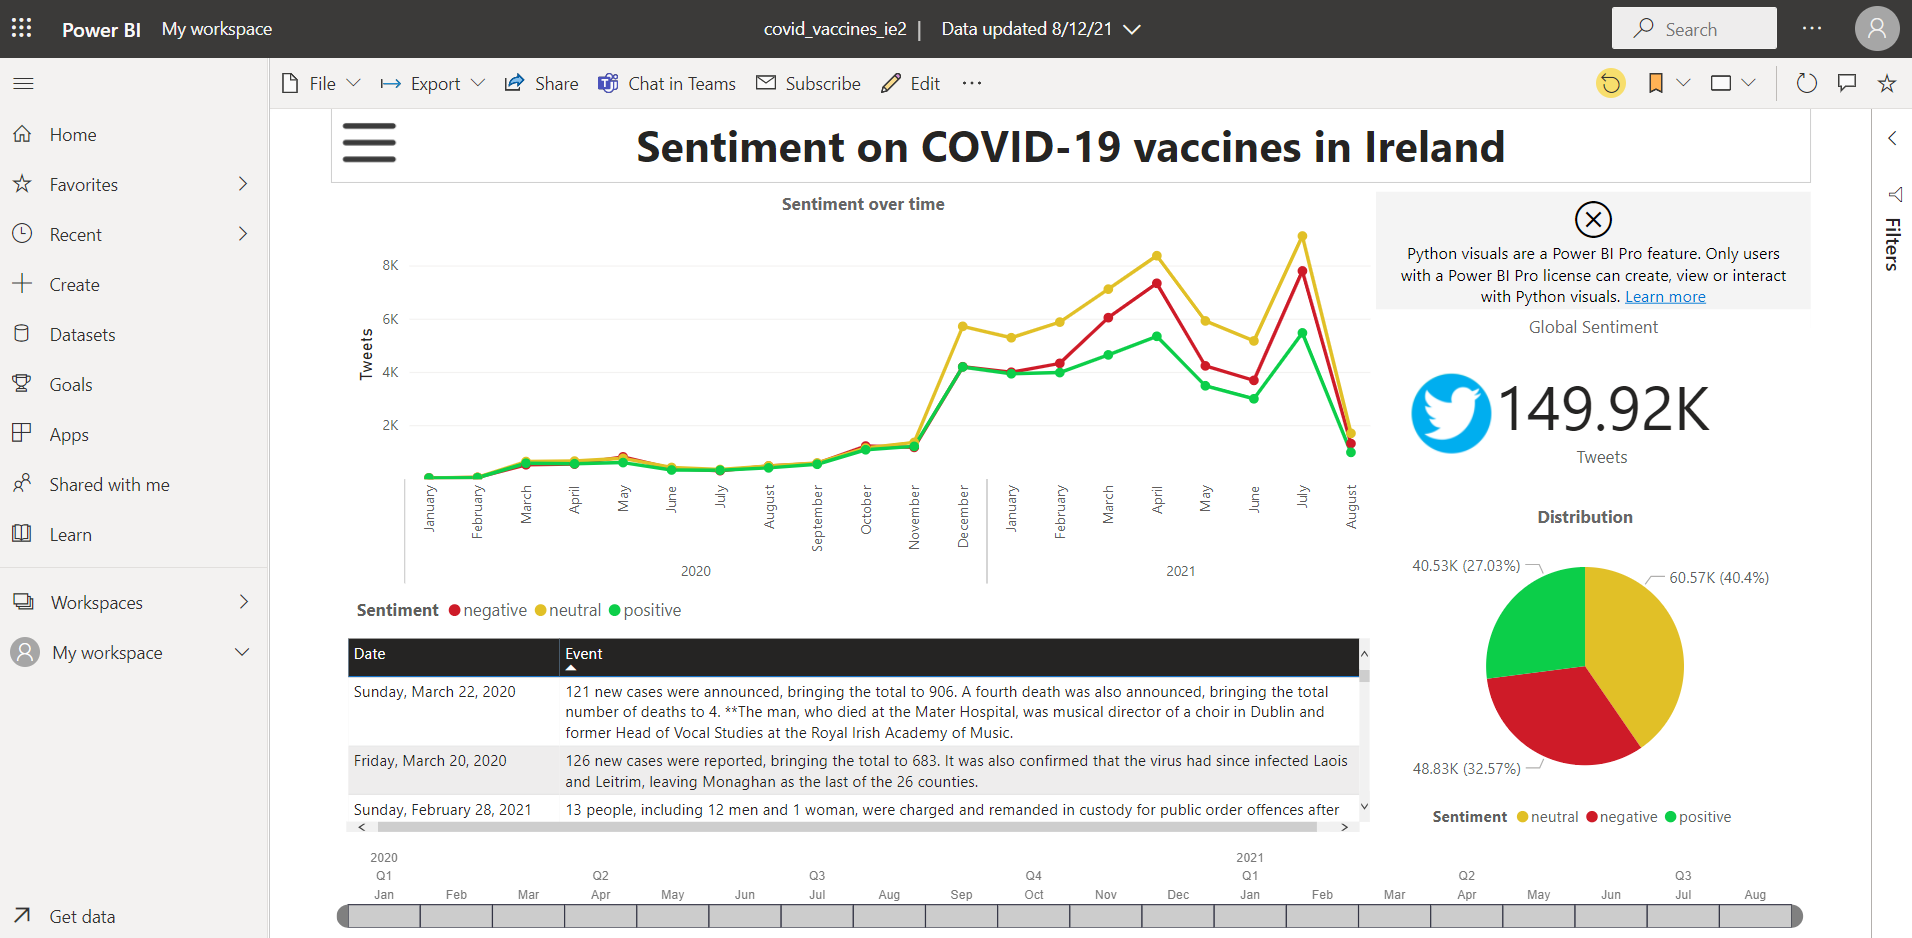 Power BI My workspace covid_vaccines_ie2 | Data updated 8/12/21 Search
File Export Share Chat in Teams Subscribe Edit
Home
Favorites
Recent
Create
Datasets
Goals
Apps
Shared with me
Learn
Workspaces
My workspace
Get data
Sentiment on COVID-19 vaccines in Ireland
Sentiment over time
8K
6K
4K
2K
Tweets
January February March April May June July August September October November December January February March April May June July August
2020 2021
Sentiment negative neutral positive
Python visuals are a Power BI Pro feature. Only users
with a Power BI Pro license can create, view or interact
with Python visuals. Learn more
Global Sentiment
149.92K
Tweets
Distribution
40.53K (27.03%)
60.57K (40.4%)
48.83K (32.57%)
Sentiment neutral negative positive
Filters
Date Event
Sunday, March 22, 2020 121 new cases were announced, bringing the total to 906. A fourth death was also announced, bringing the total
number of deaths to 4. **The man, who died at the Mater Hospital, was musical director of a choir in Dublin and
former Head of Vocal Studies at the Royal Irish Academy of Music.
Friday, March 20, 2020 126 new cases were reported, bringing the total to 683. It was also confirmed that the virus had since infected Laois
and Leitrim, leaving Monaghan as the last of the 26 counties.
Sunday, February 28, 2021 13 people, including 12 men and 1 woman, were charged and remanded in custody for public order offences after
2020 2021
Q1 Q2 Q3 Q4 Q1 Q2 Q3
Jan Feb Mar Apr May Jun Jul Aug Sep Oct Nov Dec Jan Feb Mar Apr May Jun Jul Aug